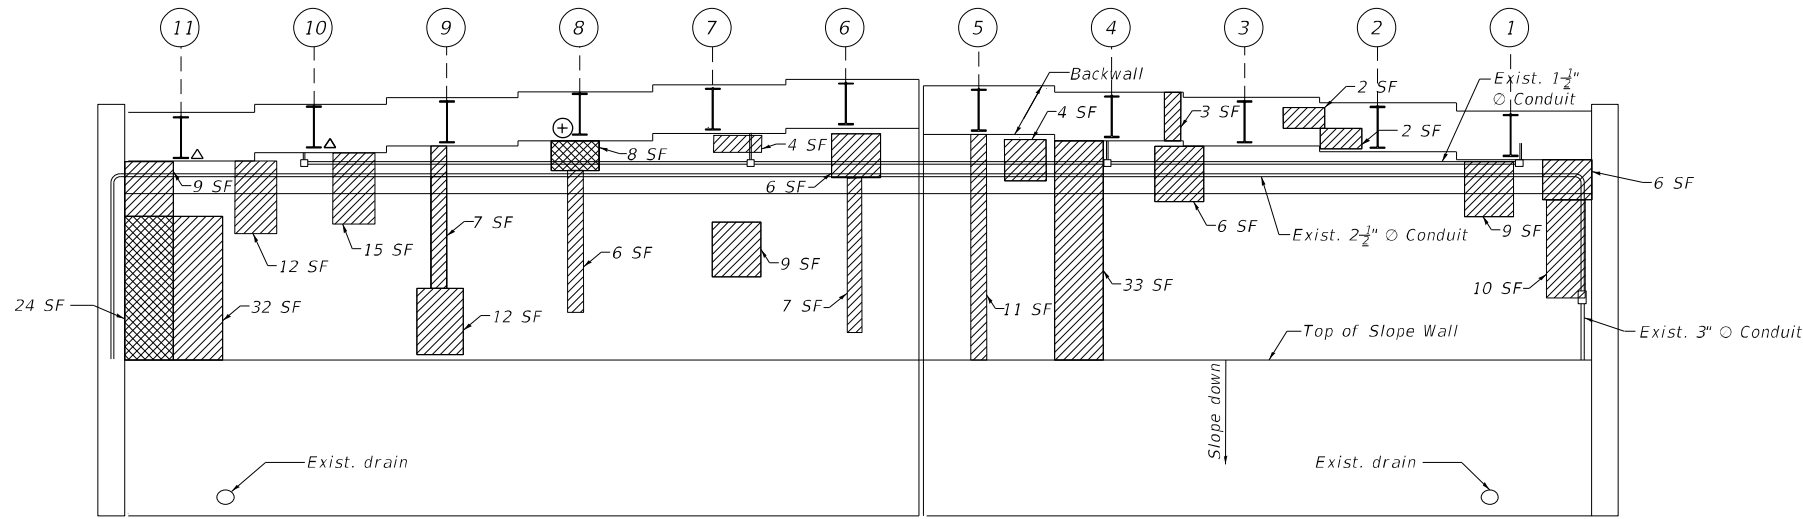 11
10
9
8
7
6
5
4
3
2
1
Backwall
Exist. 1-1/2"
∅ Conduit
2 SF
4 SF
3 SF
2 SF
4 SF
8 SF
9 SF
6 SF
6 SF
7 SF
6 SF
9 SF
Exist. 2-1/2" ∅ Conduit
15 SF
12 SF
6 SF
9 SF
33 SF
10 SF
24 SF
32 SF
12 SF
7 SF
11 SF
Top of Slope Wall
Exist. 3" ∅ Conduit
Slope down
Exist. drain
Exist. drain